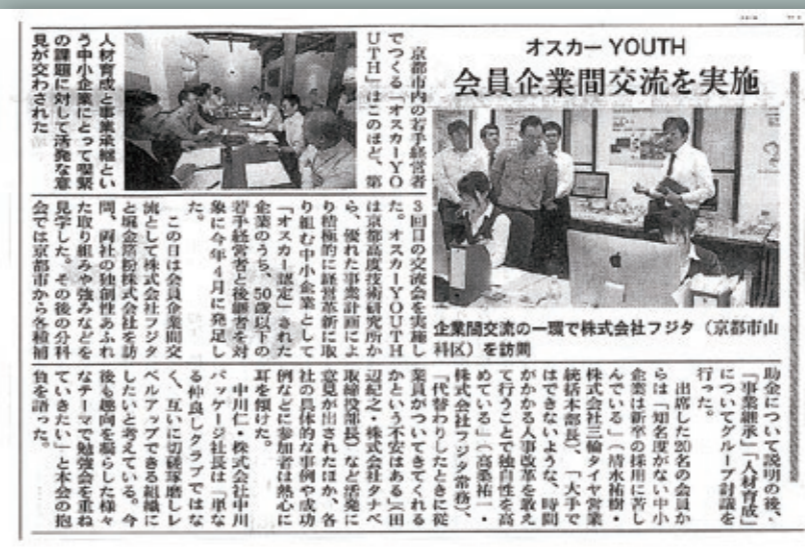 オスカー YOUTH
会員企業間交流を実施
京都市内の若手経営者
でつくる「オスカーYO
UTH」はこのほど、第
人材育成と事業承継とい
う中小企業にとって喫緊
の課題に対して活発な意
見が交わされた
企業間交流の一環で株式会社フジタ(京都市山
科区)を訪問
3回目の交流会を実施し
た。オスカーYOUTH
は京都高度技術研究所か
ら、優れた事業計画によ
り積極的に経営革新に取
り組む中小企業として
「オスカー認定」された
企業のうち、50歳以下の
若手経営者と後継者を対
象に今年4月に発足し
た。
この日は会員企業間交
流として株式会社フジタ
と堀金箔粉株式会社を訪
問、両社の独創性あふれ
た取り組みや強みなどを
見学した。その後の分科
会では京都市から各種補
助金について説明の後、
「事業継承」「人材育成」
についてグループ討議を
行った。
出席した20名の会員か
らは「知名度がない中小
企業は新卒の採用に苦し
んでいる」(清水祐樹・
株式会社三輪タイヤ営業
統括本部長)、「大手で
はできないような、時間
がかかる人事改革を敢え
て行うことで独自性を高
めている」(高桑祐一・
株式会社フジタ常務)、
「代替わりしたときに従
業員がついてきてくれる
かという不安はある」(田
辺紀之・株式会社タナベ
取締役部長)など活発に
意見が出されたほか、各
社の具体的な事例や成功
例などに参加者は熱心に
耳を傾けた。
中川仁・株式会社中川
パッケージ社長は「単な
る仲良しクラブではな
く、互いに切磋琢磨しレ
ベルアップできる組織に
したいと考えている。今
後も趣向を凝らした様々
なテーマで勉強会を重ね
ていきたい」と本会の抱
負を語った。